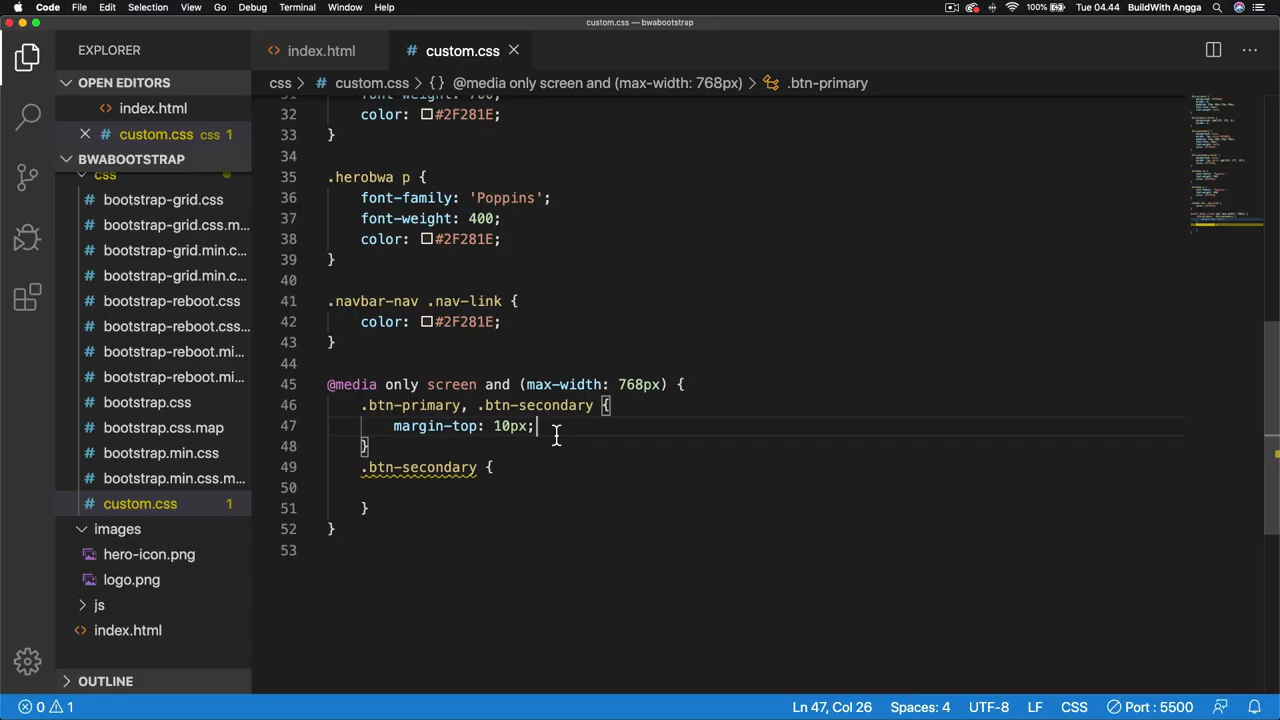 Code File Edit Selection View Go Debug Terminal Window Help 100% Tue 04.44 BuildWith Angga
custom.css — bwabootstrap
EXPLORER
OPEN EDITORS
index.html
custom.css css 1
BWABOOTSTRAP
css
bootstrap-grid.css
bootstrap-grid.css.m...
bootstrap-grid.min.c...
bootstrap-grid.min.c...
bootstrap-reboot.css
bootstrap-reboot.css...
bootstrap-reboot.mi...
bootstrap-reboot.mi...
bootstrap.css
bootstrap.css.map
bootstrap.min.css
bootstrap.min.css.m...
custom.css 1
images
hero-icon.png
logo.png
js
index.html
OUTLINE
index.html custom.css
css > custom.css > {} @media only screen and (max-width: 768px) > .btn-primary
31 font-weight: 700;
32 color: #2F281E;
33 }
34
35 .herobwa p {
36 font-family: 'Poppins';
37 font-weight: 400;
38 color: #2F281E;
39 }
40
41 .navbar-nav .nav-link {
42 color: #2F281E;
43 }
44
45 @media only screen and (max-width: 768px) {
46 .btn-primary, .btn-secondary {
47 margin-top: 10px;
48 }
49 .btn-secondary {
50
51 }
52 }
53
0 1 Ln 47, Col 26 Spaces: 4 UTF-8 LF CSS Port : 5500